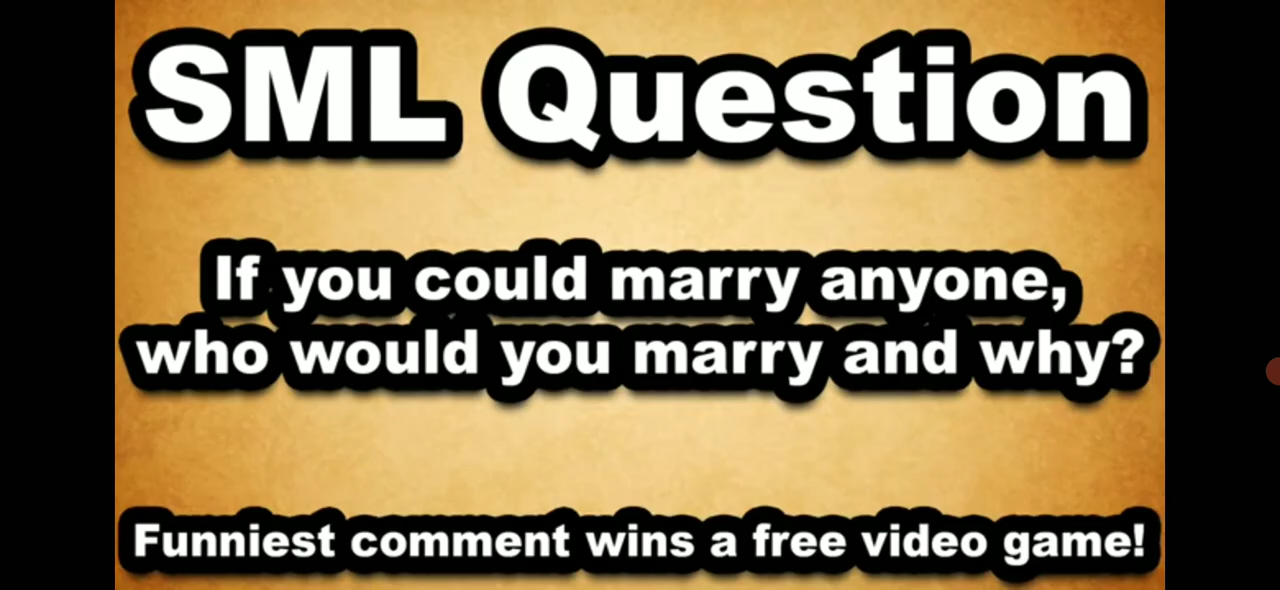 SML Question
If you could marry anyone,
who would you marry and why?
Funniest comment wins a free video game!